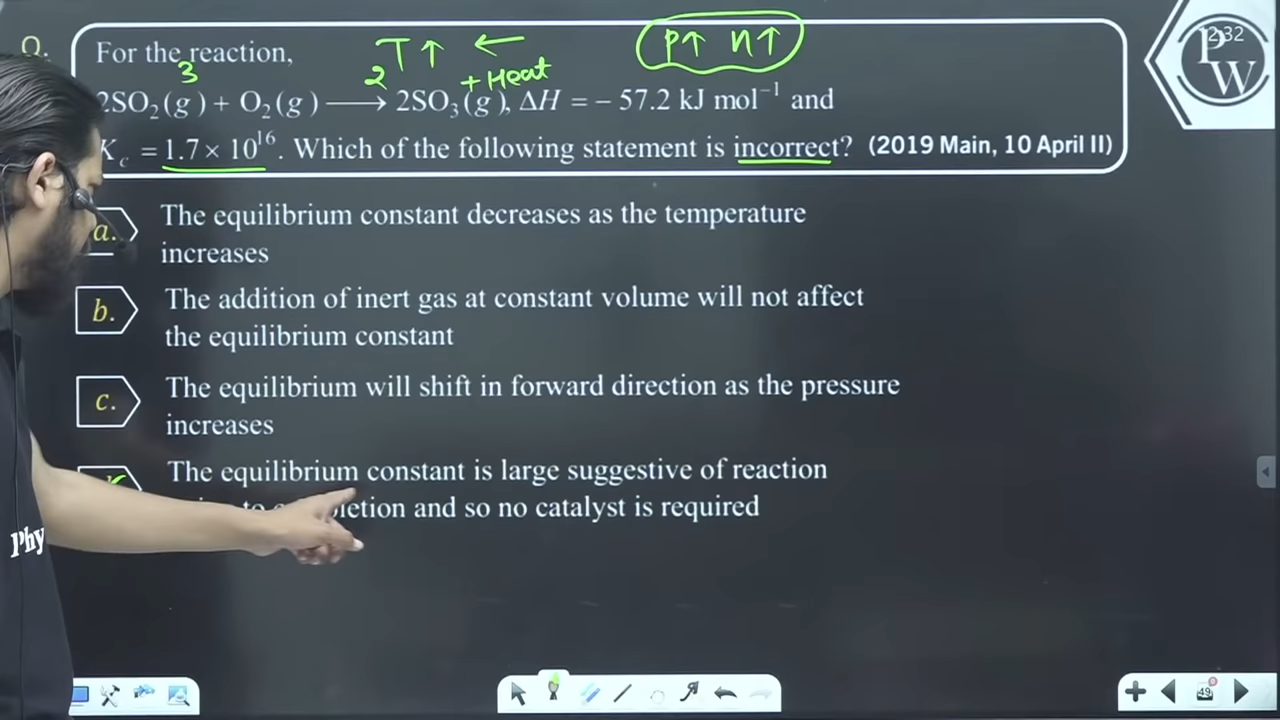 Q.
For the reaction,
T↑ ← P↑ n↑
3 2 +Heat
2SO₂(g) + O₂(g) ⟶ 2SO₃(g), ΔH = – 57.2 kJ mol⁻¹ and
K_c = 1.7 × 10¹⁶. Which of the following statement is incorrect? (2019 Main, 10 April II)
a. The equilibrium constant decreases as the temperature
increases
b. The addition of inert gas at constant volume will not affect
the equilibrium constant
c. The equilibrium will shift in forward direction as the pressure
increases
The equilibrium constant is large suggestive of reaction
to and so no catalyst is required
PW
Phy
49